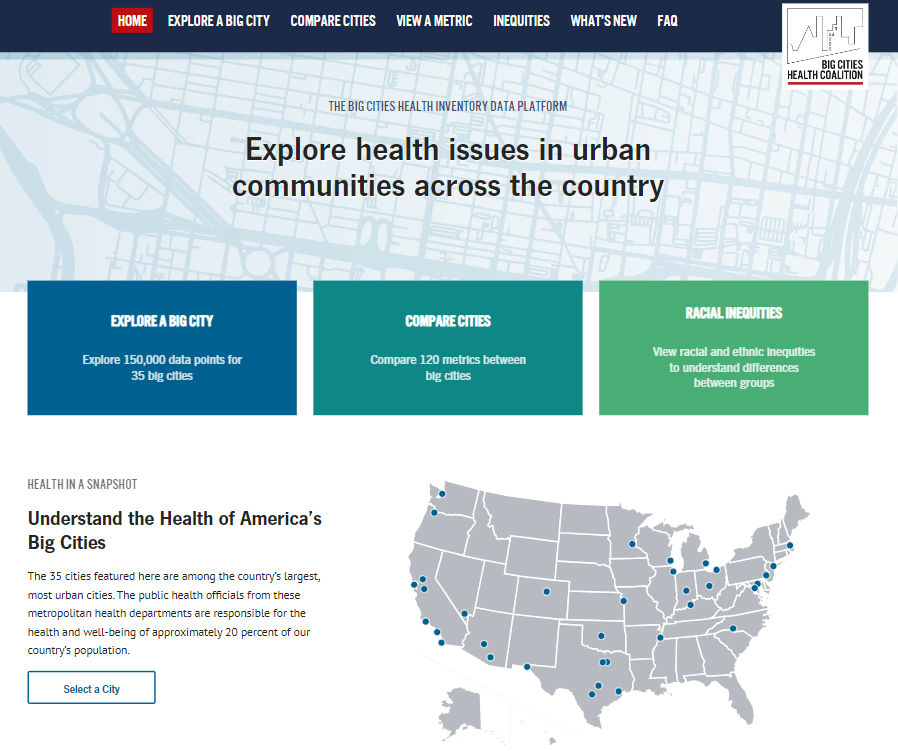 HOME EXPLORE A BIG CITY COMPARE CITIES VIEW A METRIC INEQUITIES WHAT'S NEW FAQ
BIG CITIES
HEALTH COALITION
THE BIG CITIES HEALTH INVENTORY DATA PLATFORM
Explore health issues in urban
communities across the country
EXPLORE A BIG CITY
Explore 150,000 data points for
35 big cities
COMPARE CITIES
Compare 120 metrics between
big cities
RACIAL INEQUITIES
View racial and ethnic inequities
to understand differences
between groups
HEALTH IN A SNAPSHOT
Understand the Health of America's
Big Cities
The 35 cities featured here are among the country's largest,
most urban cities. The public health officials from these
metropolitan health departments are responsible for the
health and well-being of approximately 20 percent of our
country's population.
Select a City